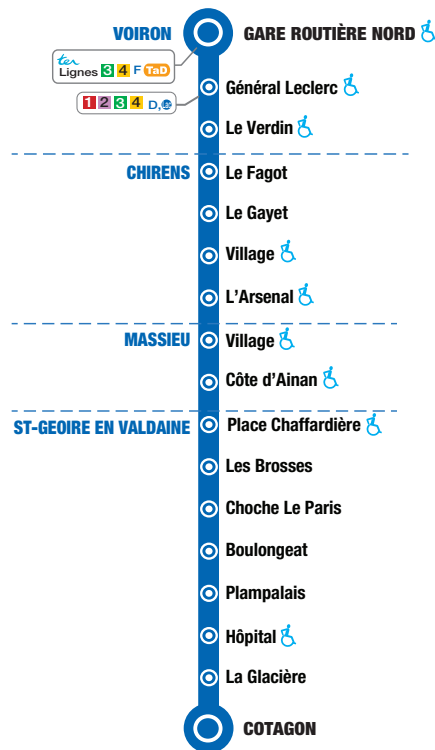 VOIRON GARE ROUTIÈRE NORD
ter
Lignes 3 4 F TaD
Général Leclerc
1 2 3 4 D,
Le Verdin
CHIRENS Le Fagot
Le Gayet
Village
L'Arsenal
MASSIEU Village
Côte d'Ainan
ST-GEOIRE EN VALDAINE Place Chaffardière
Les Brosses
Choche Le Paris
Boulongeat
Plampalais
Hôpital
La Glacière
COTAGON